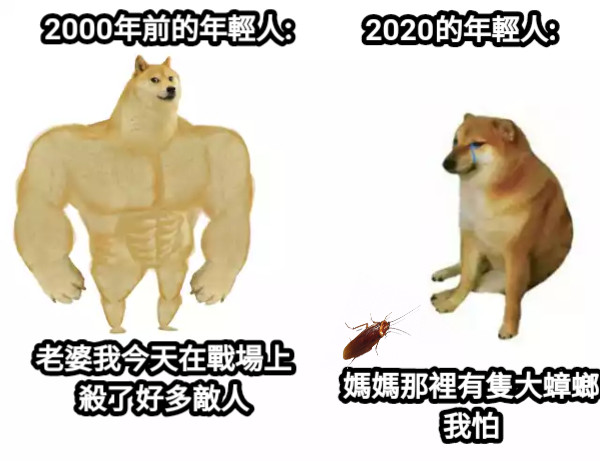 2000年前的年輕人:
2020的年輕人:
老婆我今天在戰場上
殺了好多敵人
媽媽那裡有隻大蟑螂
我怕